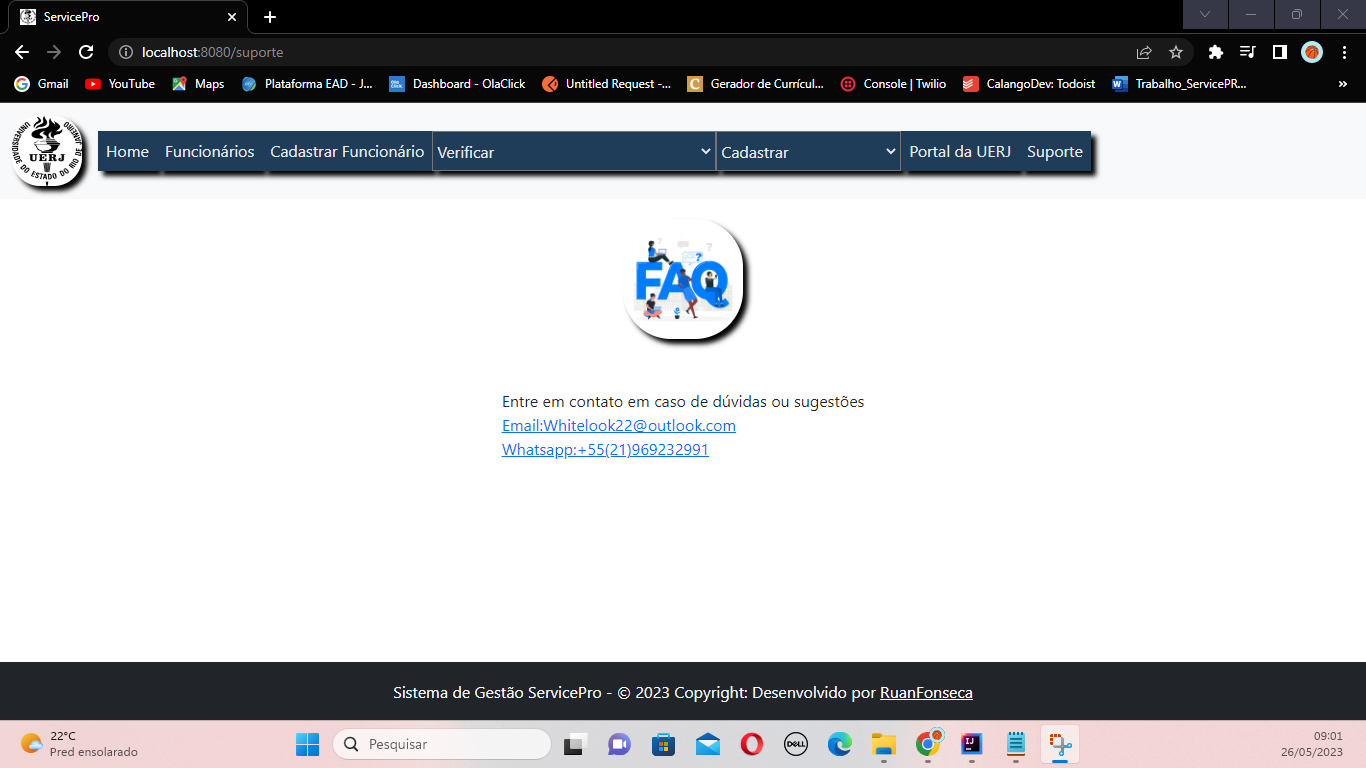 ServicePro
localhost:8080/suporte
Gmail YouTube Maps Plataforma EAD - J... Dashboard - OlaClick Untitled Request -... Gerador de Currícul... Console | Twilio CalangoDev: Todoist Trabalho_ServicePR... »
UNIVERSIDADE DO ESTADO DO RIO DE JANEIRO
UERJ
Home Funcionários Cadastrar Funcionário Verificar Cadastrar Portal da UERJ Suporte
FAQ
Entre em contato em caso de dúvidas ou sugestões
Email:Whitelook22@outlook.com
Whatsapp:+55(21)969232991
Sistema de Gestão ServicePro - © 2023 Copyright: Desenvolvido por RuanFonseca
22°C
Pred ensolarado
Pesquisar
DELL
IJ
09:01
26/05/2023